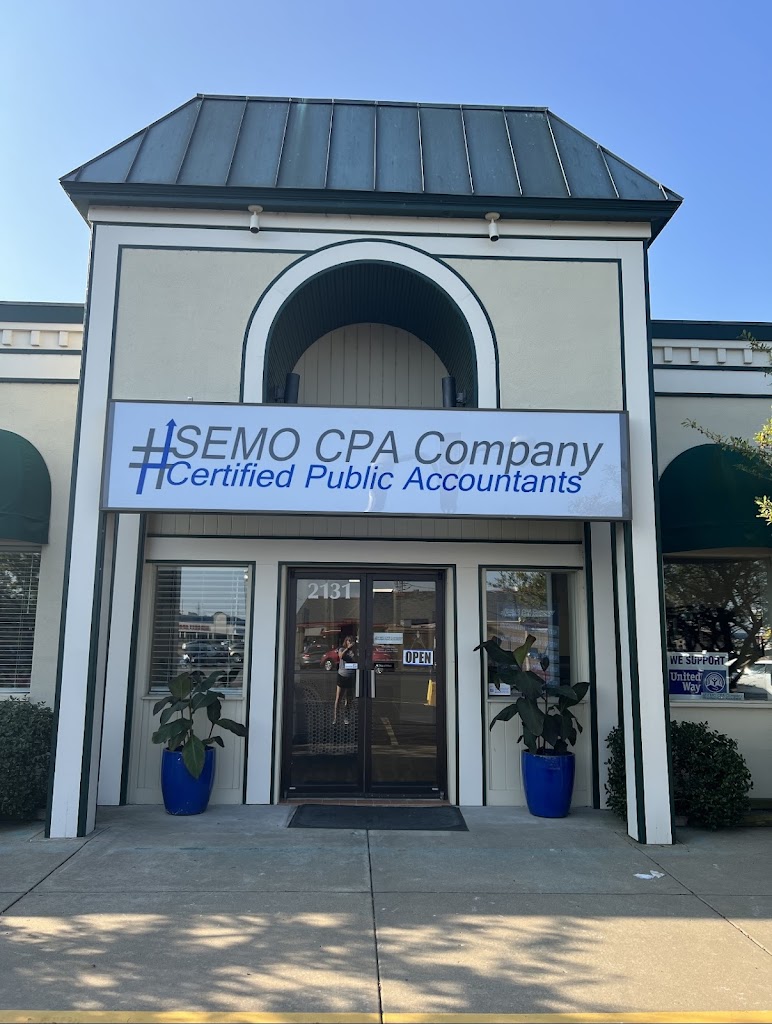 SEMO CPA Company
Certified Public Accountants
2131
OPEN
WE SUPPORT
United
Way